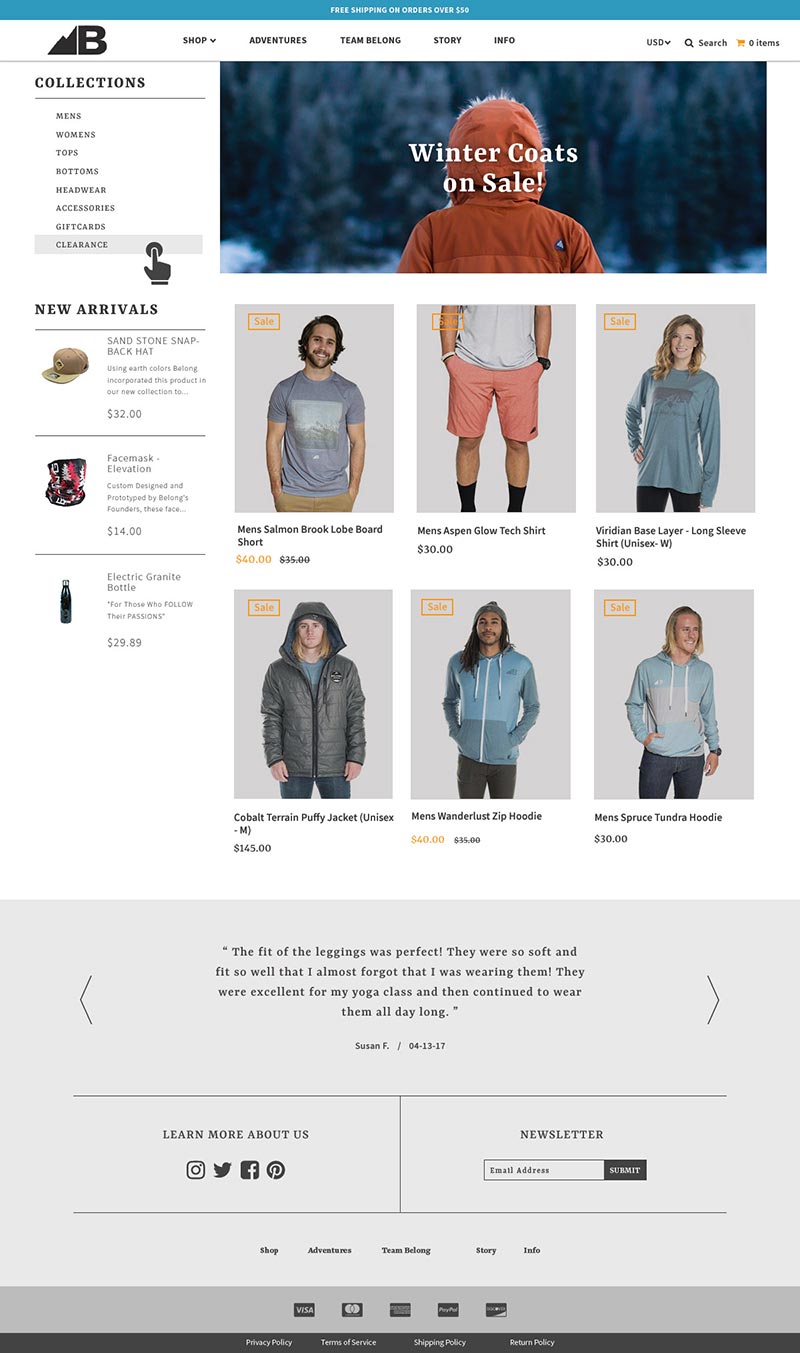 FREE SHIPPING ON ORDERS OVER $50
B
SHOP
ADVENTURES
TEAM BELONG
STORY
INFO
USD
Search
0 items
COLLECTIONS
MENS
WOMENS
TOPS
BOTTOMS
HEADWEAR
ACCESSORIES
GIFTCARDS
CLEARANCE
Winter Coats
on Sale!
NEW ARRIVALS
SAND STONE SNAP-
BACK HAT
Using earth colors Belong
incorporated this product in
our new collection to...
$32.00
Facemask -
Elevation
Custom Designed and
Prototyped by Belong's
Founders, these face...
$14.00
Electric Granite
Bottle
"For Those Who FOLLOW
Their PASSIONS"
$29.89
Sale
Sale
Sale
Mens Salmon Brook Lobe Board
Short
$40.00 $35.00
Mens Aspen Glow Tech Shirt
$30.00
Viridian Base Layer - Long Sleeve
Shirt (Unisex- W)
$30.00
Sale
Sale
Sale
Cobalt Terrain Puffy Jacket (Unisex
- M)
$145.00
Mens Wanderlust Zip Hoodie
$40.00 $35.00
Mens Spruce Tundra Hoodie
$30.00
“ The fit of the leggings was perfect! They were so soft and
fit so well that I almost forgot that I was wearing them! They
were excellent for my yoga class and then continued to wear
them all day long. ”
Susan F. / 04-13-17
LEARN MORE ABOUT US
NEWSLETTER
Email Address
SUBMIT
Shop
Adventures
Team Belong
Story
Info
VISA
PayPal
Privacy Policy
Terms of Service
Shipping Policy
Return Policy